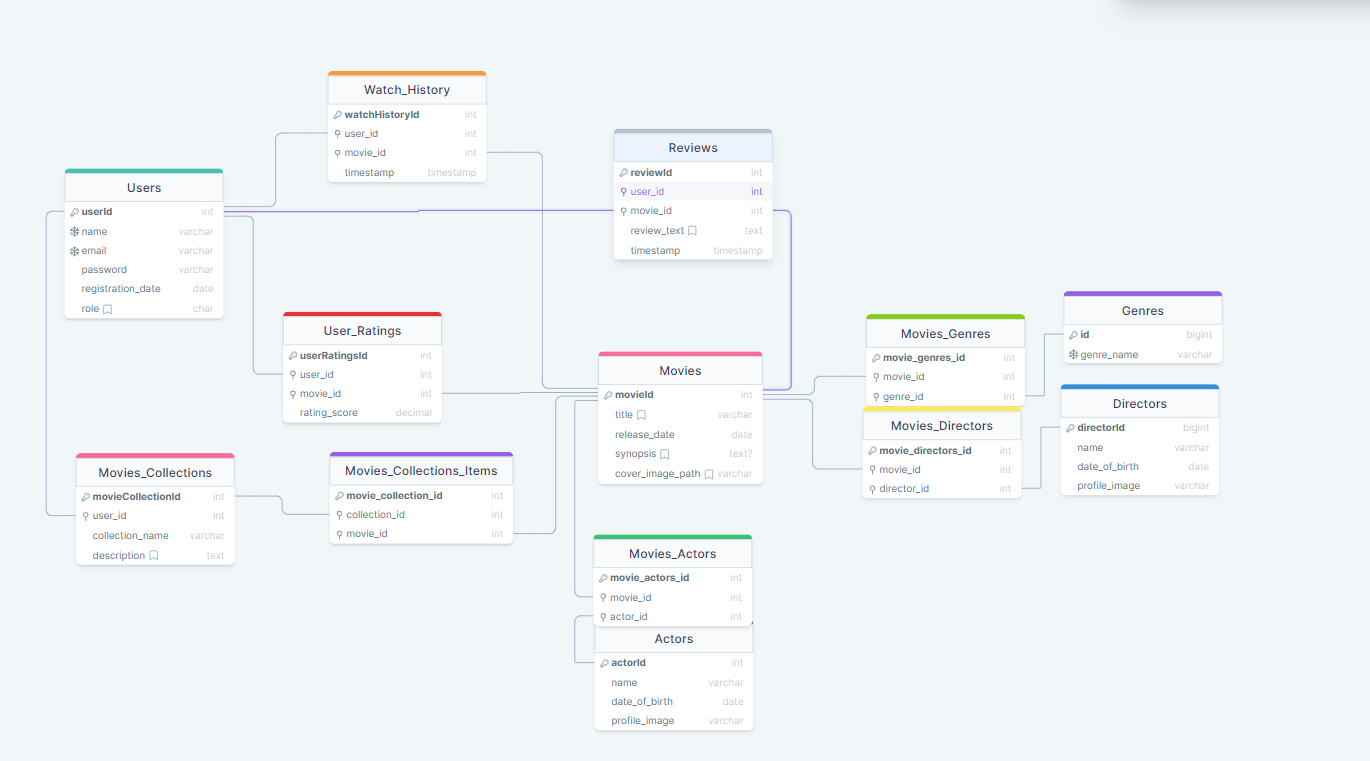 Watch_History
watchHistoryId int
user_id int
movie_id int
timestamp timestamp
Reviews
reviewId int
user_id int
movie_id int
review_text text
timestamp timestamp
Users
userId int
name varchar
email varchar
password varchar
registration_date date
role char
User_Ratings
userRatingsId int
user_id int
movie_id int
rating_score decimal
Movies
movieId int
title varchar
release_date date
synopsis text?
cover_image_path varchar
Movies_Genres
movie_genres_id int
movie_id int
genre_id int
Genres
id bigint
genre_name varchar
Movies_Directors
movie_directors_id int
movie_id int
director_id int
Directors
directorId bigint
name varchar
date_of_birth date
profile_image varchar
Movies_Collections
movieCollectionId int
user_id int
collection_name varchar
description text
Movies_Collections_Items
movie_collection_id int
collection_id int
movie_id int
Movies_Actors
movie_actors_id int
movie_id int
actor_id int
Actors
actorId int
name varchar
date_of_birth date
profile_image varchar